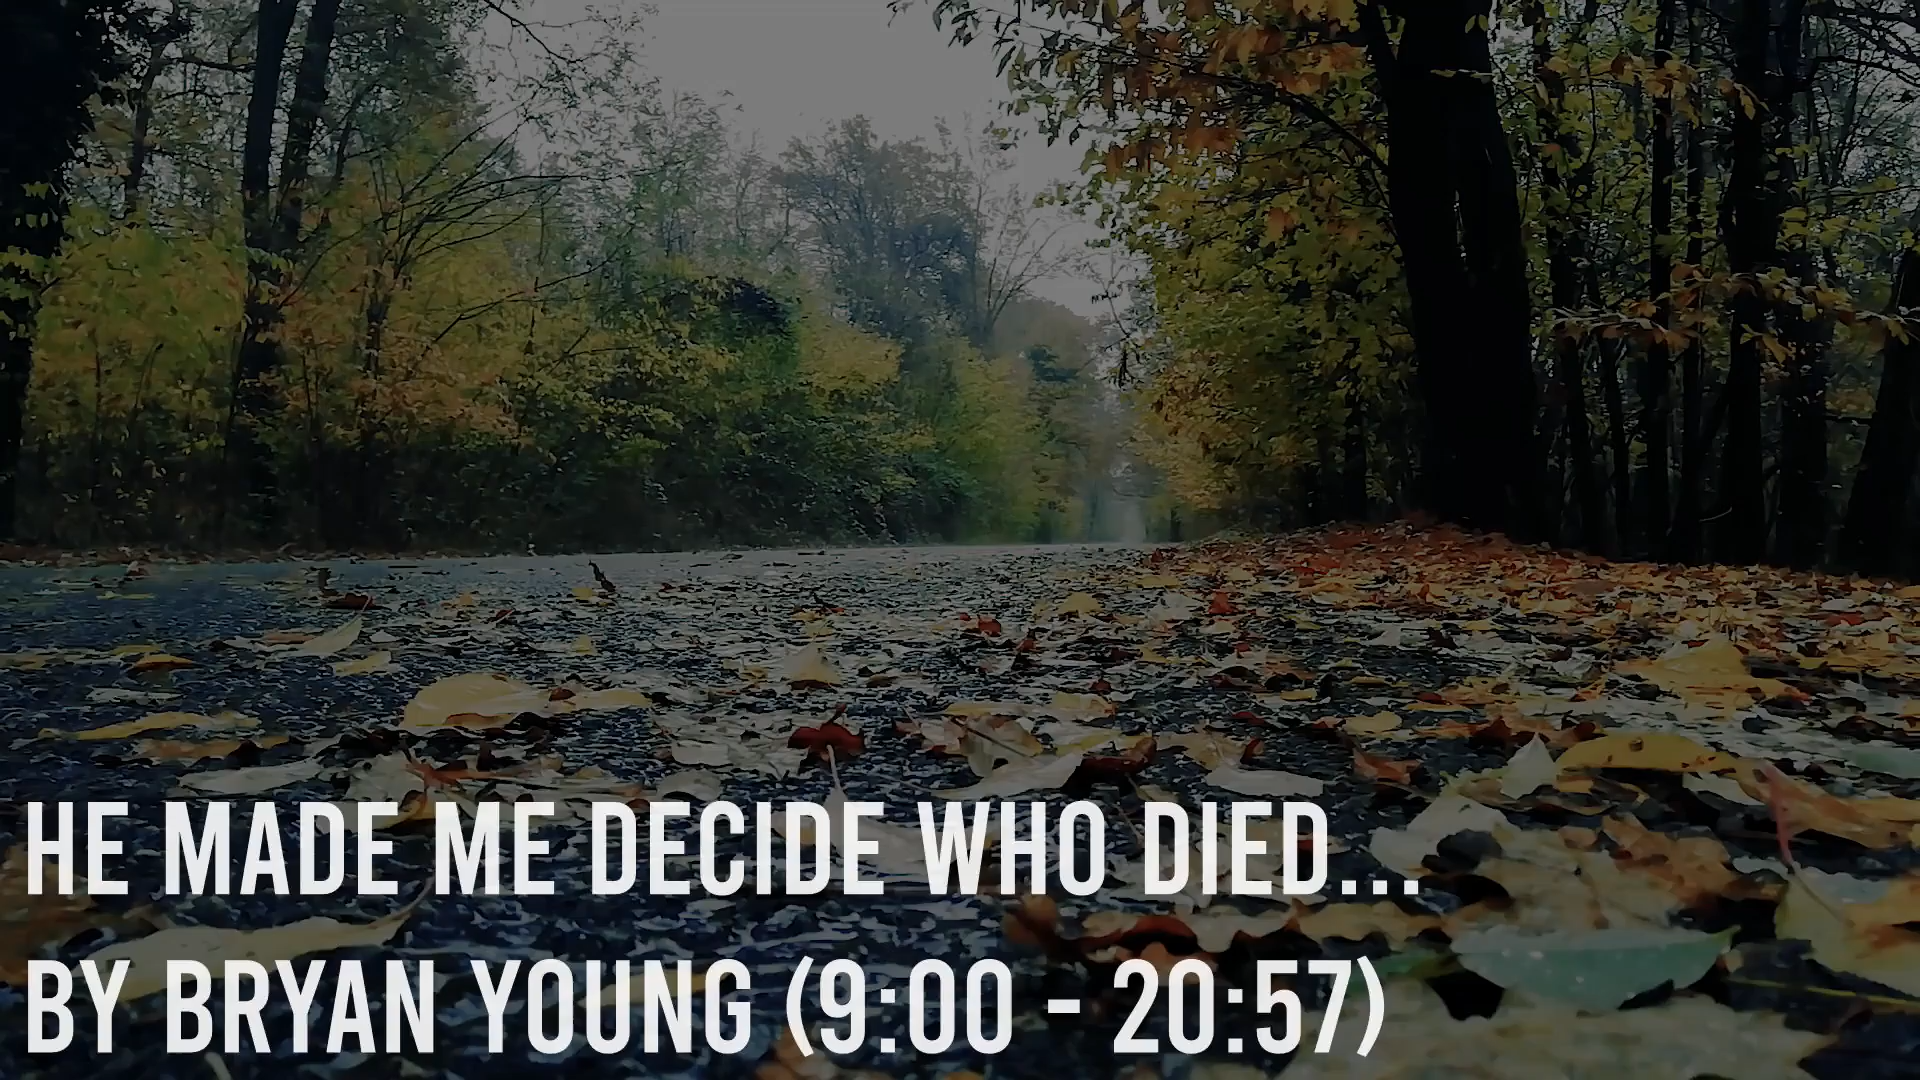 HE MADE ME DECIDE WHO DIED...
BY BRYAN YOUNG (9:00 - 20:57)